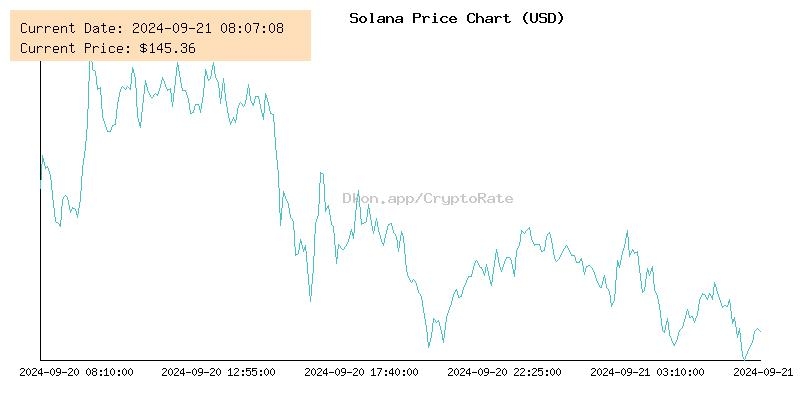 Solana Price Chart (USD)
Current Date: 2024-09-21 08:07:08
Current Price: $145.36
Dhon.app/CryptoRate
2024-09-20 08:10:00 2024-09-20 12:55:00 2024-09-20 17:40:00 2024-09-20 22:25:00 2024-09-21 03:10:00 2024-09-21